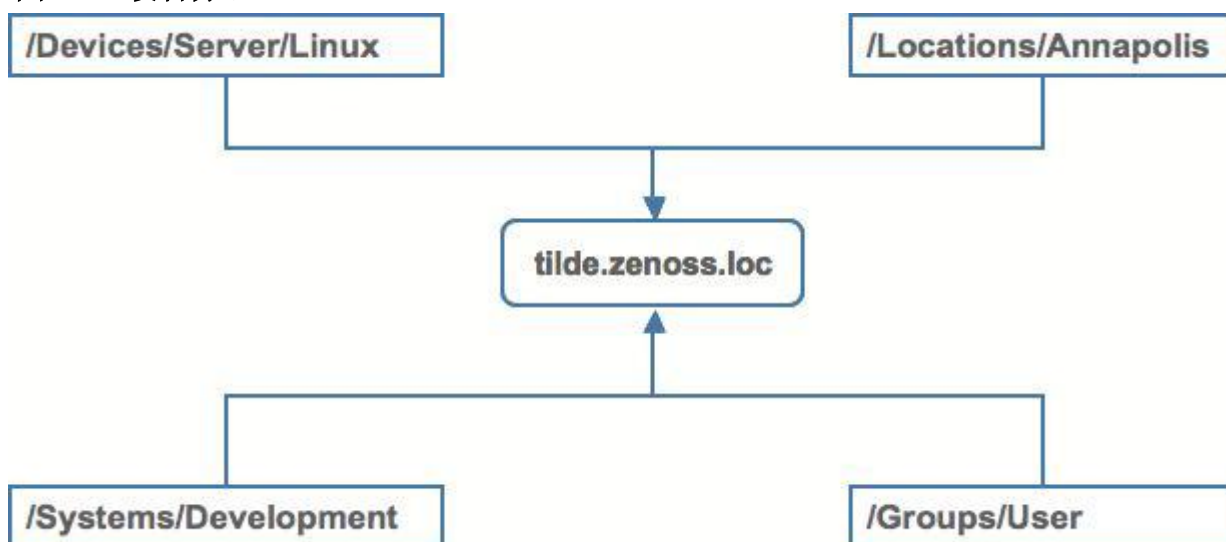 /Devices/Server/Linux
/Locations/Annapolis
tilde.zenoss.loc
/Systems/Development
/Groups/User